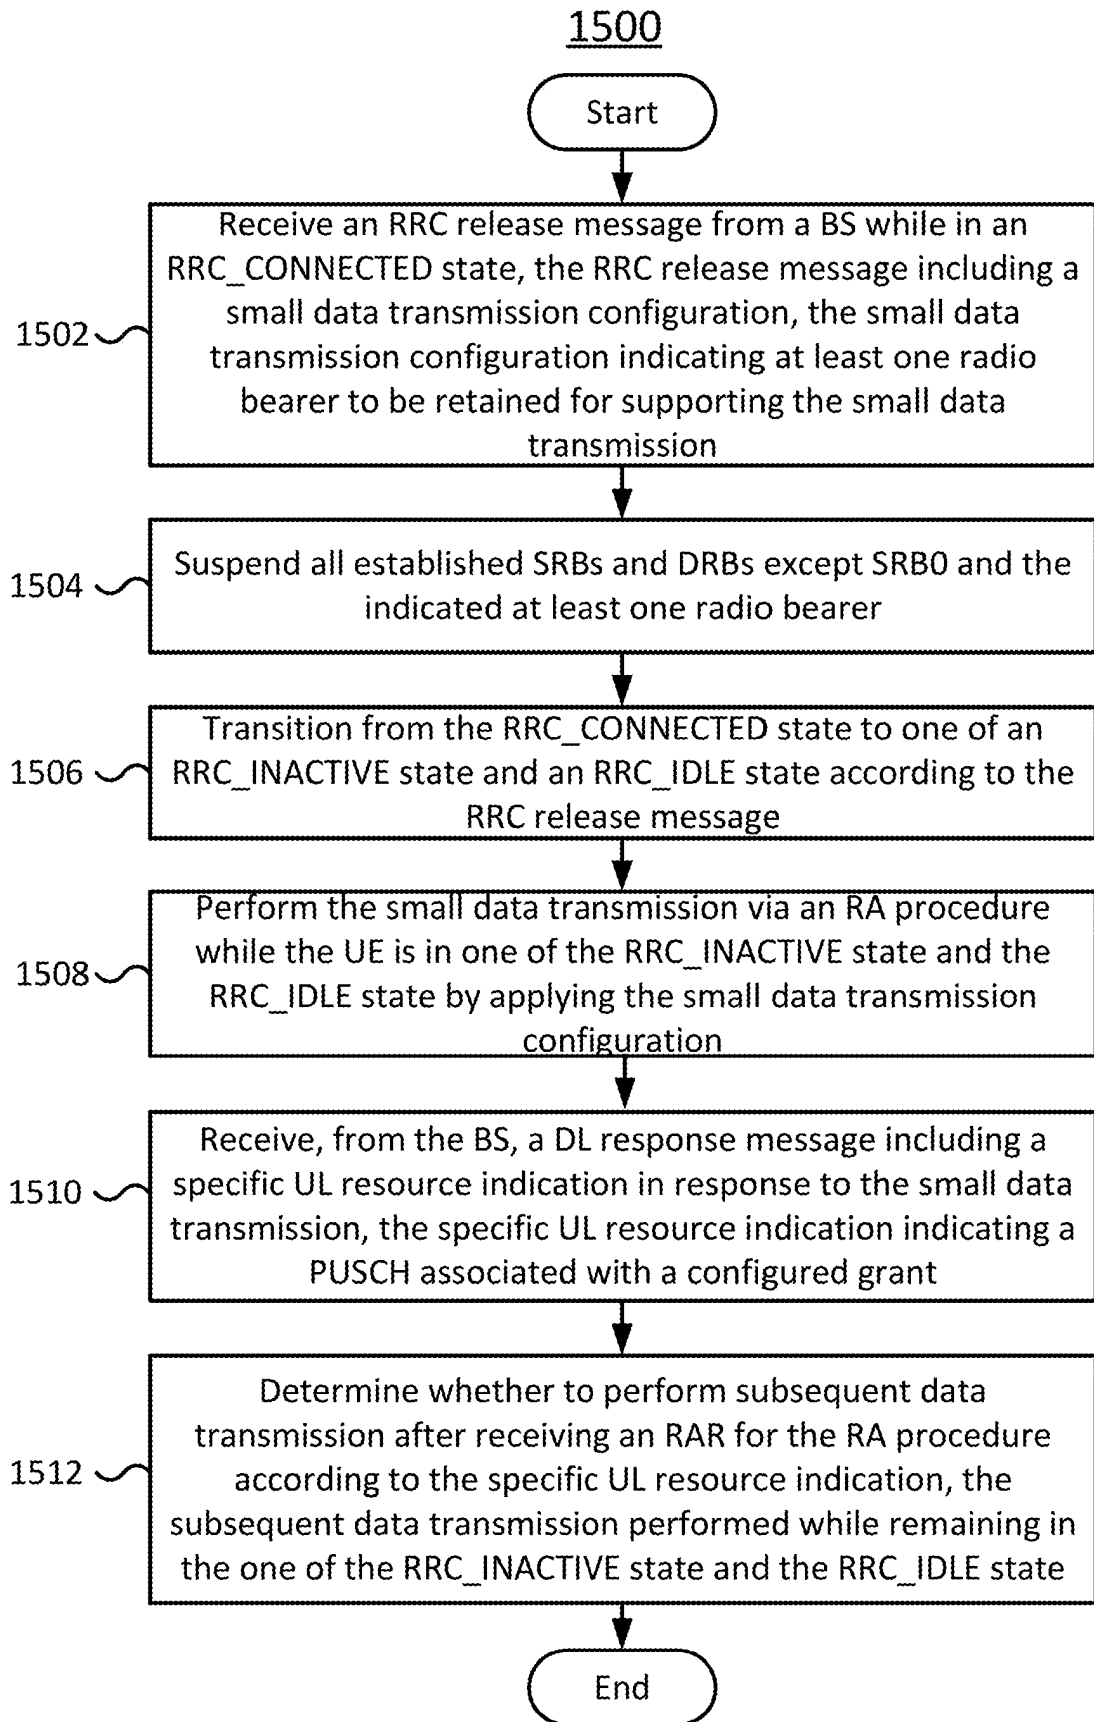 1500
Start
Receive an RRC release message from a BS while in an
RRC_CONNECTED state, the RRC release message including a
small data transmission configuration, the small data
transmission configuration indicating at least one radio
bearer to be retained for supporting the small data
transmission
1502
Suspend all established SRBs and DRBs except SRB0 and the
indicated at least one radio bearer
1504
Transition from the RRC_CONNECTED state to one of an
RRC_INACTIVE state and an RRC_IDLE state according to the
RRC release message
1506
Perform the small data transmission via an RA procedure
while the UE is in one of the RRC_INACTIVE state and the
RRC_IDLE state by applying the small data transmission
configuration
1508
Receive, from the BS, a DL response message including a
specific UL resource indication in response to the small data
transmission, the specific UL resource indication indicating a
PUSCH associated with a configured grant
1510
Determine whether to perform subsequent data
transmission after receiving an RAR for the RA procedure
according to the specific UL resource indication, the
subsequent data transmission performed while remaining in
the one of the RRC_INACTIVE state and the RRC_IDLE state
1512
End